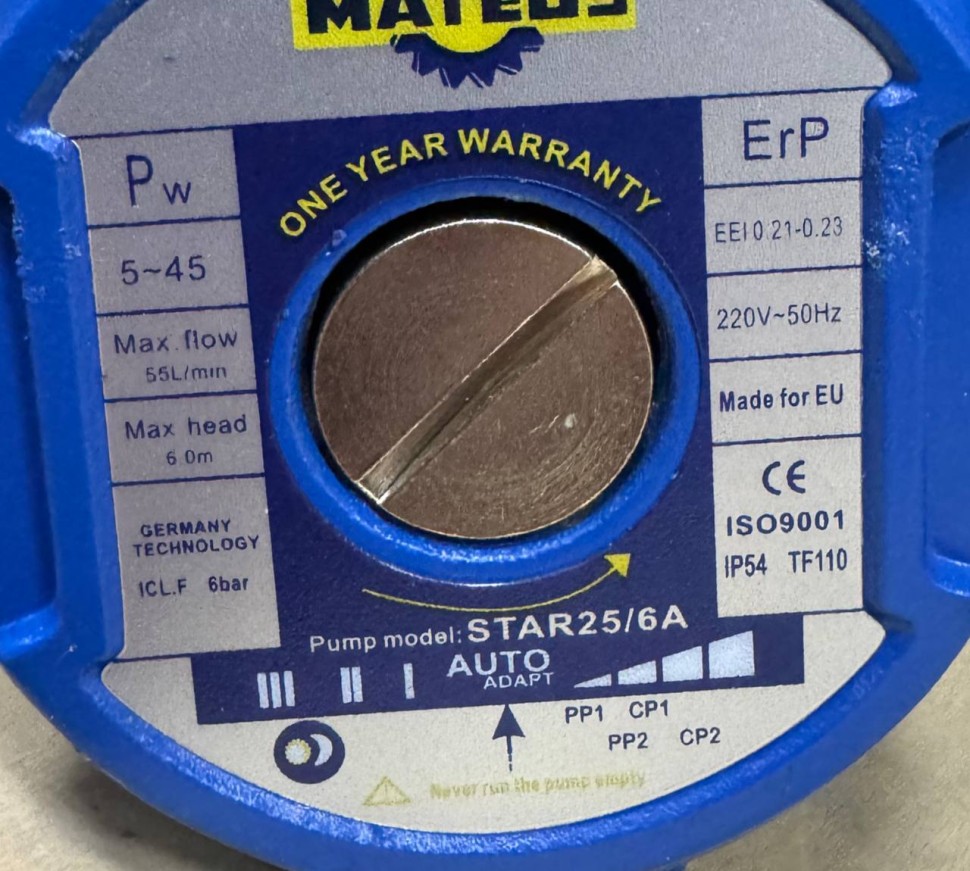 MATEUS
ONE YEAR WARRANTY
Pw
5~45
Max.flow
55L/min
Max head
6.0m
GERMANY
TECHNOLOGY
ICL.F 6bar
ErP
EEI 0.21-0.23
220V~50Hz
Made for EU
CE
ISO9001
IP54 TF110
Pump model: STAR25/6A
III II I AUTO
ADAPT
PP1 CP1
PP2 CP2
Never run the pump empty